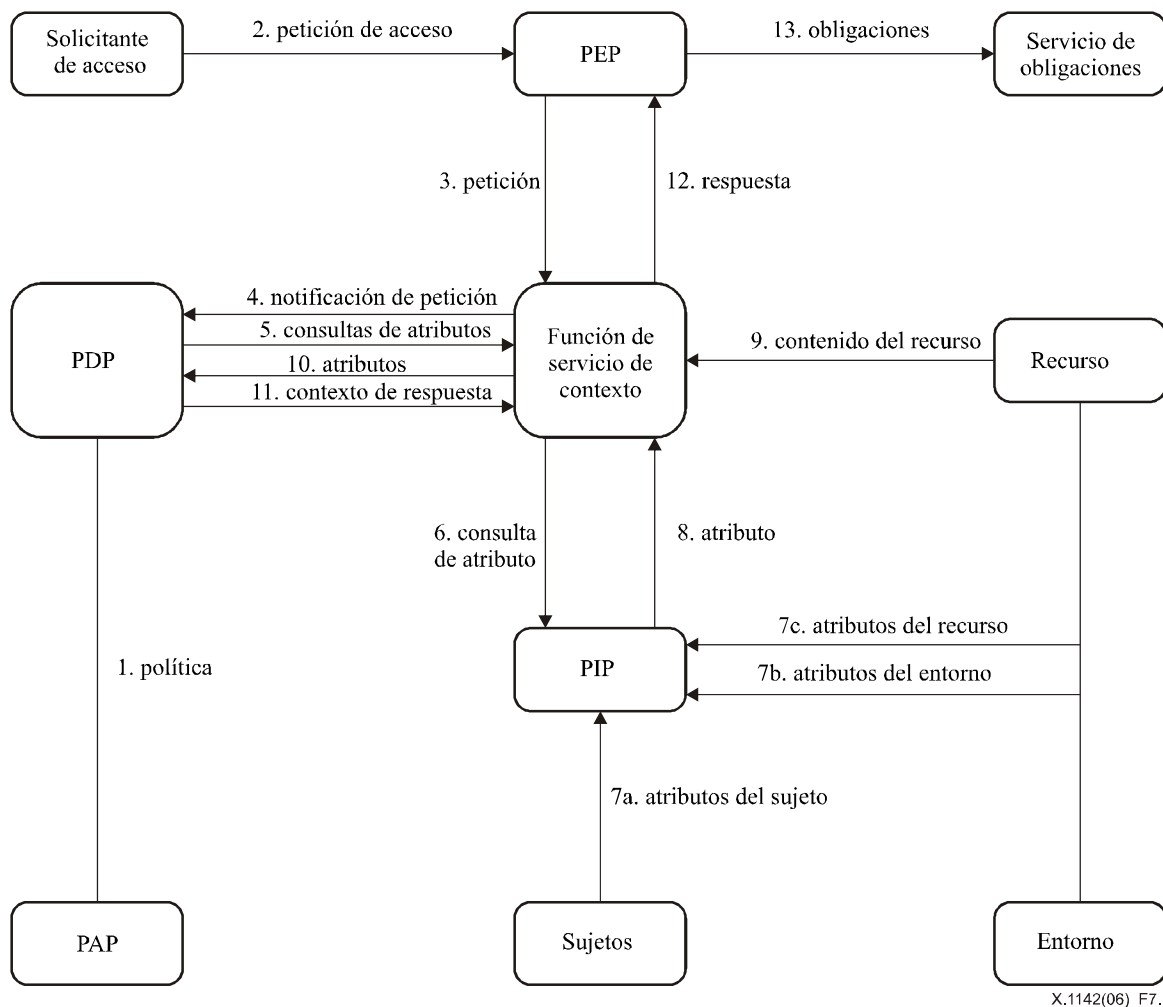 Solicitante
de acceso
2. petición de acceso
PEP
13. obligaciones
Servicio de
obligaciones
3. petición
12. respuesta
4. notificación de petición
5. consultas de atributos
10. atributos
11. contexto de respuesta
PDP
Función de
servicio de
contexto
9. contenido del recurso
Recurso
6. consulta
de atributo
8. atributo
1. política
PIP
7c. atributos del recurso
7b. atributos del entorno
7a. atributos del sujeto
PAP
Sujetos
Entorno
X.1142(06)_F7.